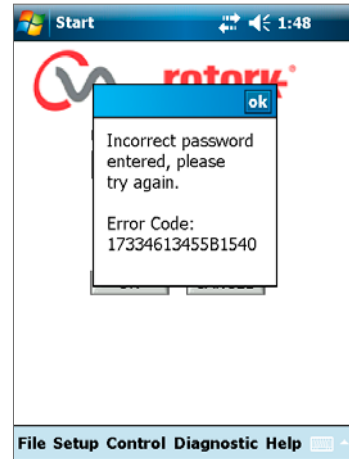 Start 1:48
rotork
ok
Incorrect password
entered, please
try again.
Error Code:
17334613455B1540
File Setup Control Diagnostic Help